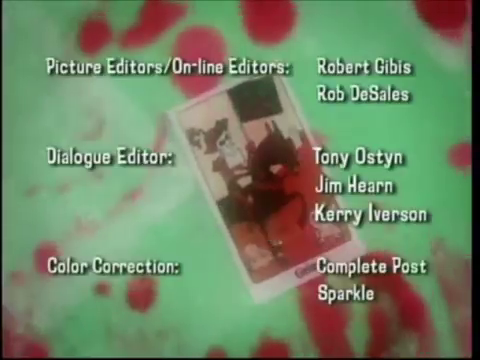 Picture Editors/On-line Editors: Robert Gibis
Rob DeSales
Dialogue Editor: Tony Ostyn
Jim Hearn
Kerry Iverson
Color Correction: Complete Post
Sparkle